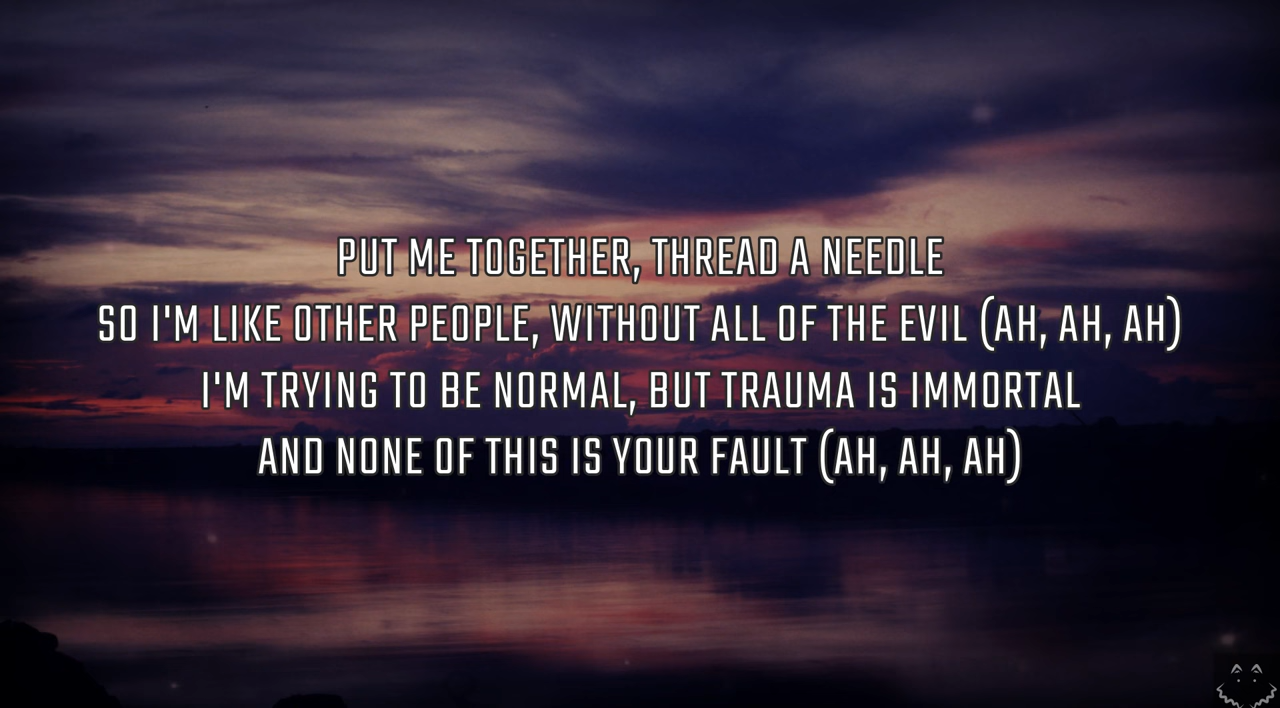 PUT ME TOGETHER, THREAD A NEEDLE
SO I'M LIKE OTHER PEOPLE, WITHOUT ALL OF THE EVIL (AH, AH, AH)
I'M TRYING TO BE NORMAL, BUT TRAUMA IS IMMORTAL
AND NONE OF THIS IS YOUR FAULT (AH, AH, AH)